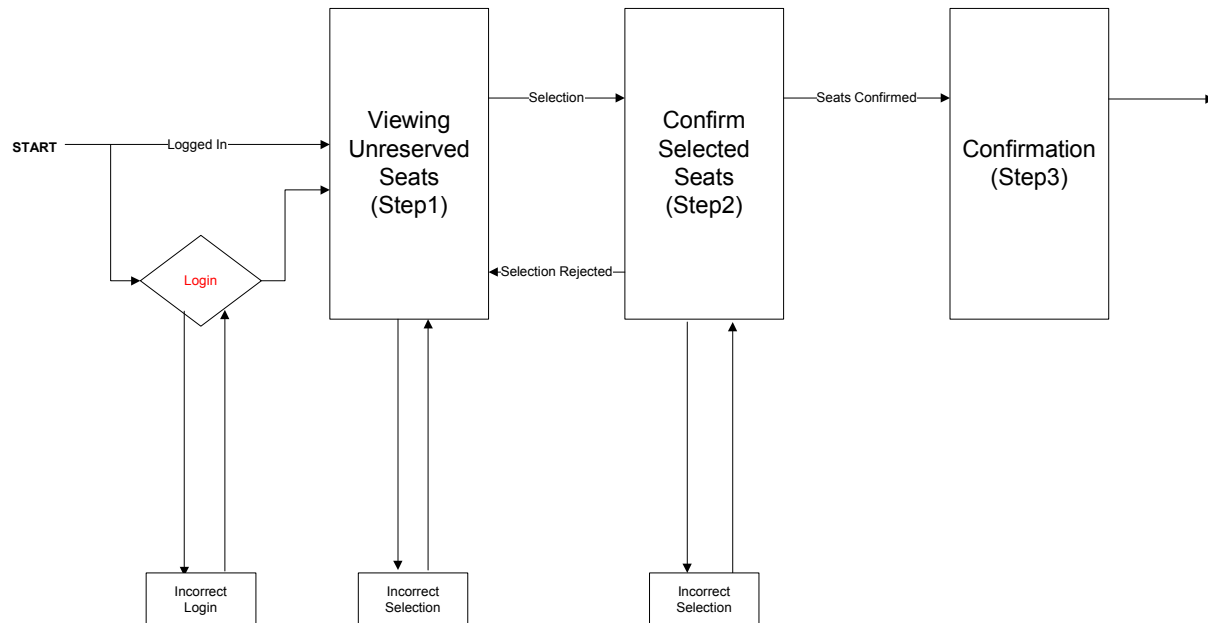 START
Logged In
Login
Viewing
Unreserved
Seats
(Step1)
Selection
Selection Rejected
Confirm
Selected
Seats
(Step2)
Seats Confirmed
Confirmation
(Step3)
Incorrect
Login
Incorrect
Selection
Incorrect
Selection